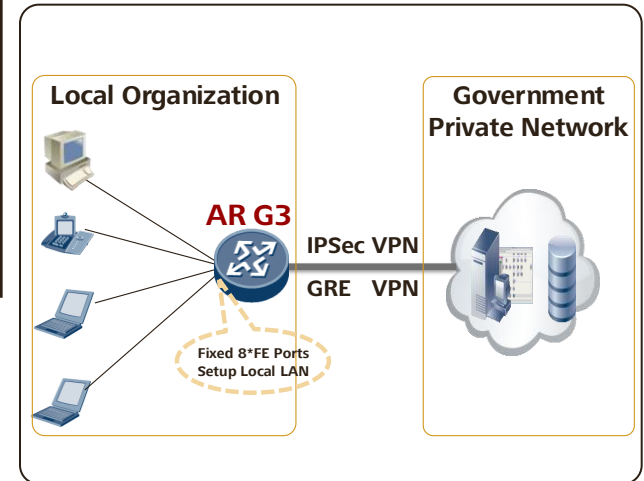 Local Organization
Government
Private Network
AR G3
IPSec VPN
GRE VPN
Fixed 8*FE Ports
Setup Local LAN